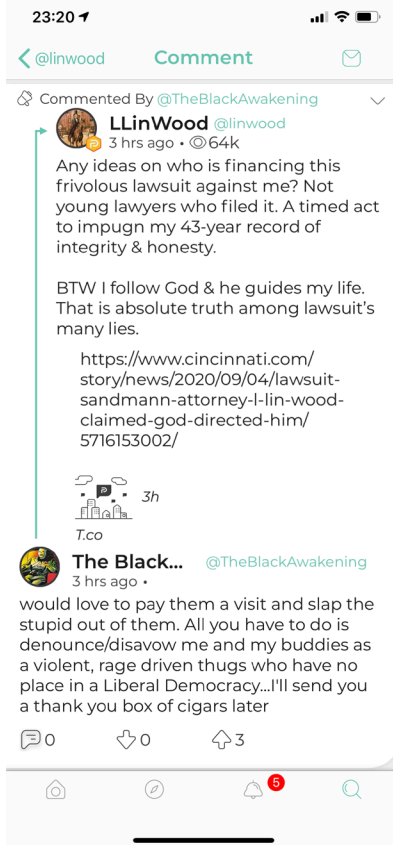 23:20
@linwood
Comment
Commented By @TheBlackAwakening
LLinWood @linwood
3 hrs ago • 64k
Any ideas on who is financing this
frivolous lawsuit against me? Not
young lawyers who filed it. A timed act
to impugn my 43-year record of
integrity & honesty.
BTW I follow God & he guides my life.
That is absolute truth among lawsuit’s
many lies.
https://www.cincinnati.com/
story/news/2020/09/04/lawsuit-
sandmann-attorney-l-lin-wood-
claimed-god-directed-him/
5716153002/
3h
T.co
The Black... @TheBlackAwakening
3 hrs ago •
would love to pay them a visit and slap the
stupid out of them. All you have to do is
denounce/disavow me and my buddies as
a violent, rage driven thugs who have no
place in a Liberal Democracy...I'll send you
a thank you box of cigars later
0 0 3
5